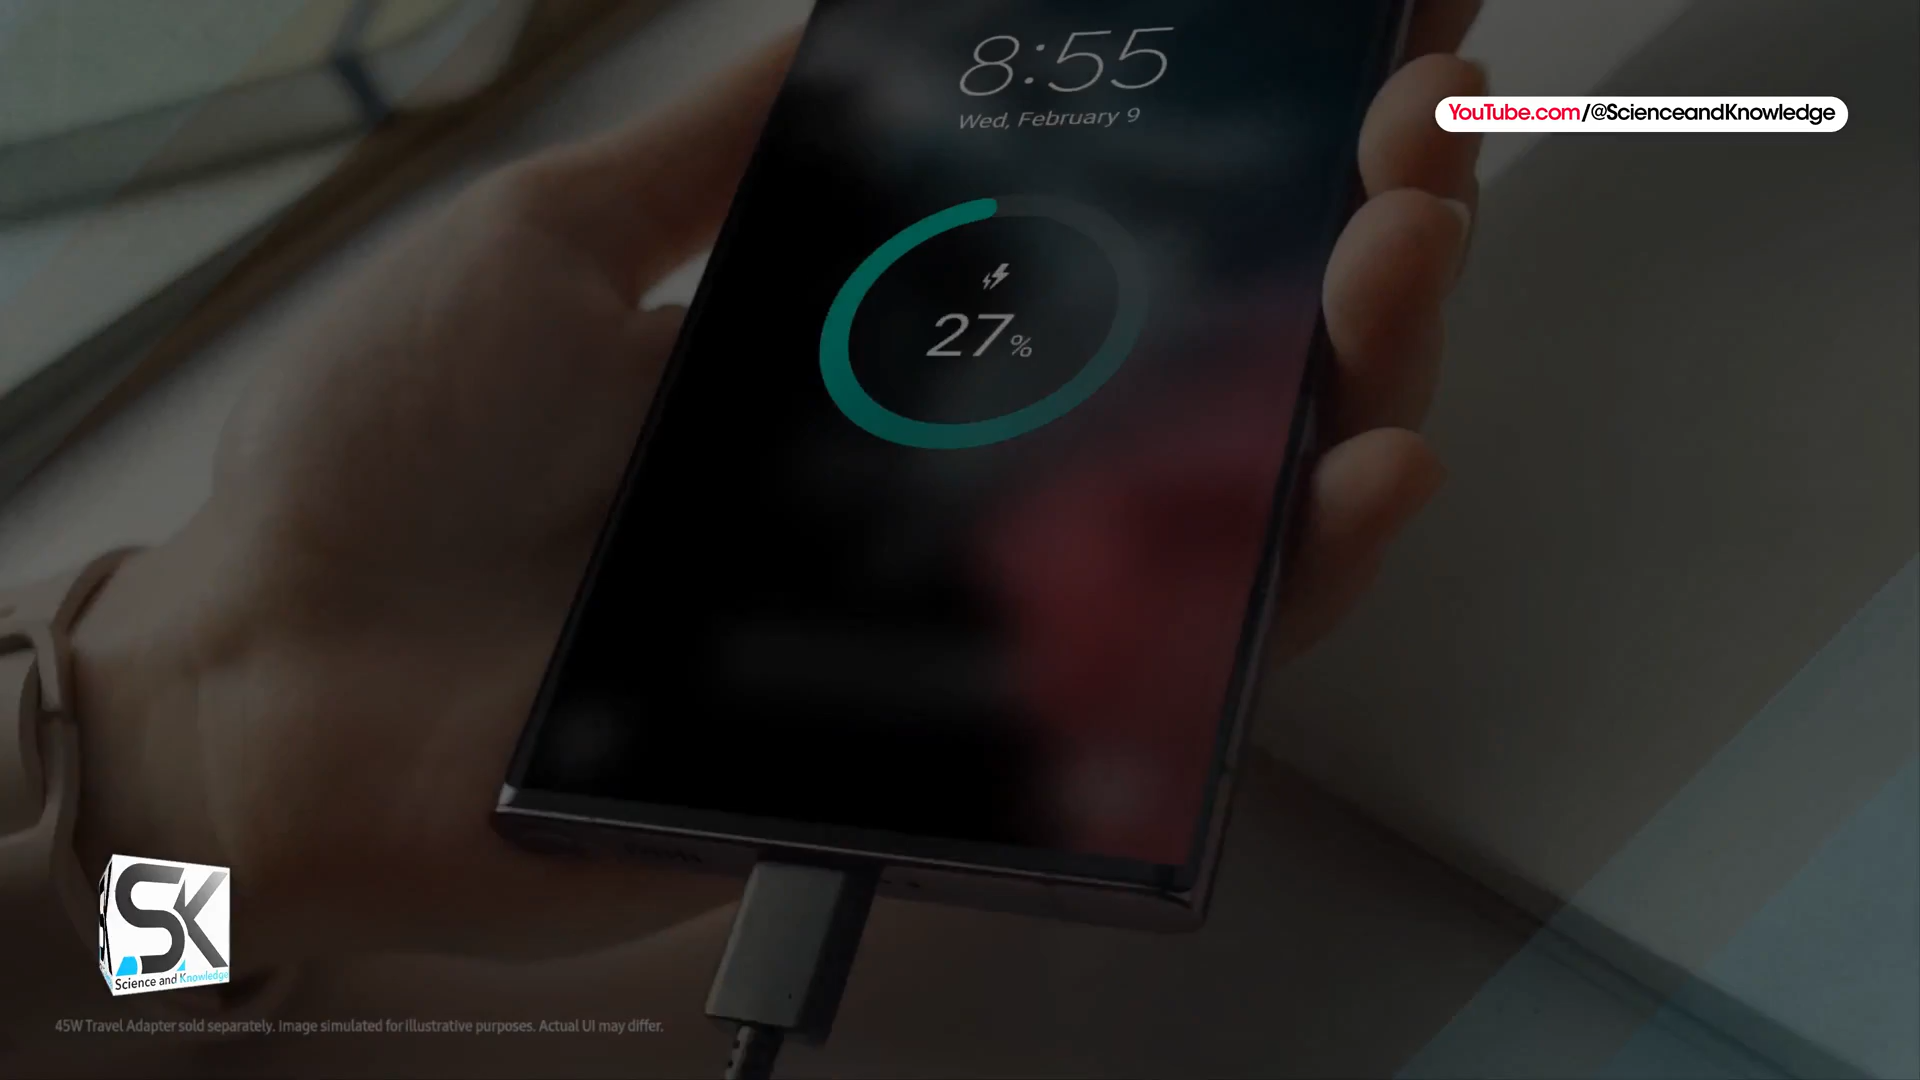 8:55
Wed, February 9
YouTube.com/@ScienceandKnowledge
27%
SK
Science and Knowledge
45W Travel Adapter sold separately. Image simulated for illustrative purposes. Actual UI may differ.